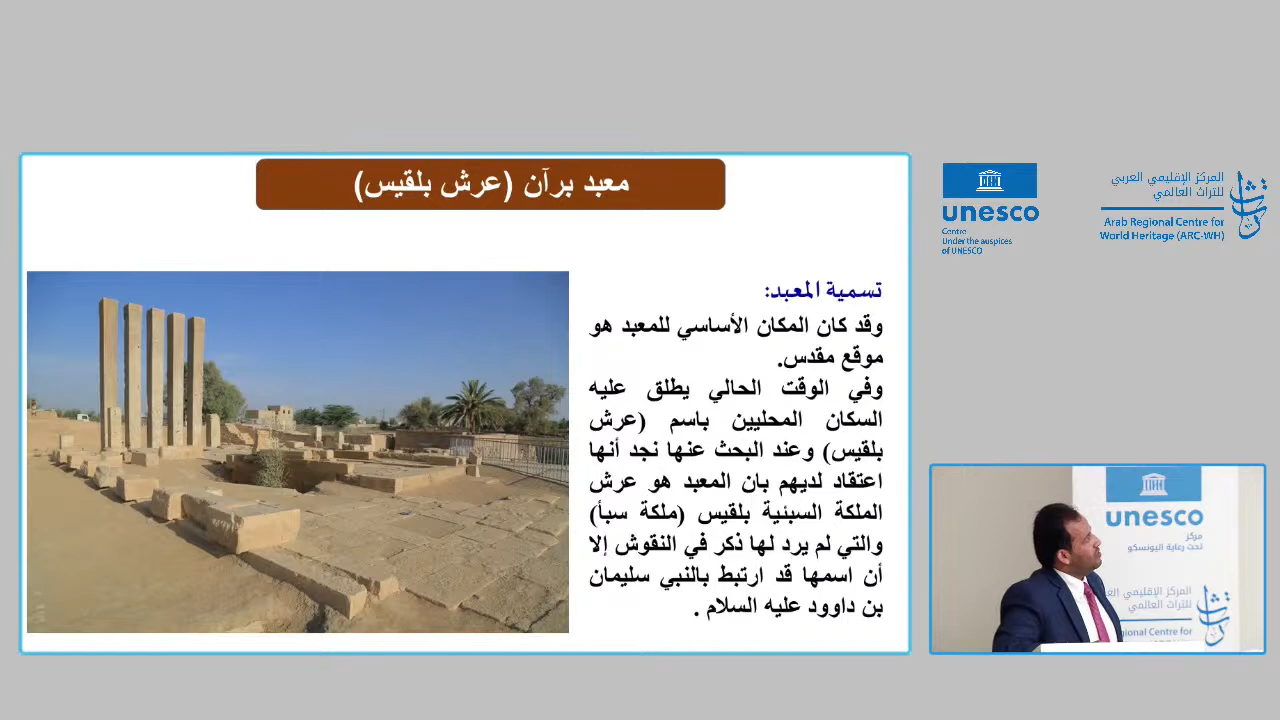 معبد برآن (عرش بلقيس)
تسمية المعبد:
وقد كان المكان الأساسي للمعبد هو
موقع مقدس.
وفي الوقت الحالي يطلق عليه
السكان المحليين باسم (عرش
بلقيس) وعند البحث عنها نجد أنها
اعتقاد لديهم بان المعبد هو عرش
الملكة السبئية بلقيس (ملكة سبأ)
والتي لم يرد لها ذكر في النقوش إلا
أن اسمها قد ارتبط بالنبي سليمان
بن داوود عليه السلام .
unesco
Centre
Under the auspices
of UNESCO
المركز الإقليمي العربي
للتراث العالمي
Arab Regional Centre for
World Heritage (ARC-WH)
unesco
مركز
تحت رعاية اليونسكو
المركز الإقليمي
للتراث العالمي
gional Centre for